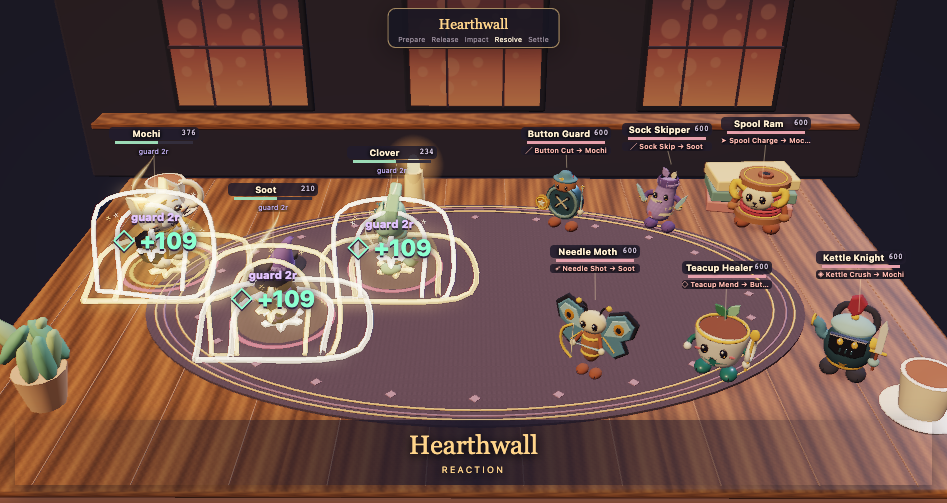 Hearthwall
Prepare Release Impact Resolve Settle
Mochi 376
guard 2r
Clover 234
guard 2r
Soot 210
guard 2r
Button Guard 600
Button Cut → Mochi
Sock Skipper 600
Sock Skip → Soot
Spool Ram 600
Spool Charge → Moc...
guard 2r
+109
guard 2r
+109
guard 2r
+109
Needle Moth 600
Needle Shot → Soot
Teacup Healer 600
Teacup Mend → But...
Kettle Knight 600
Kettle Crush → Mochi
Hearthwall
REACTION